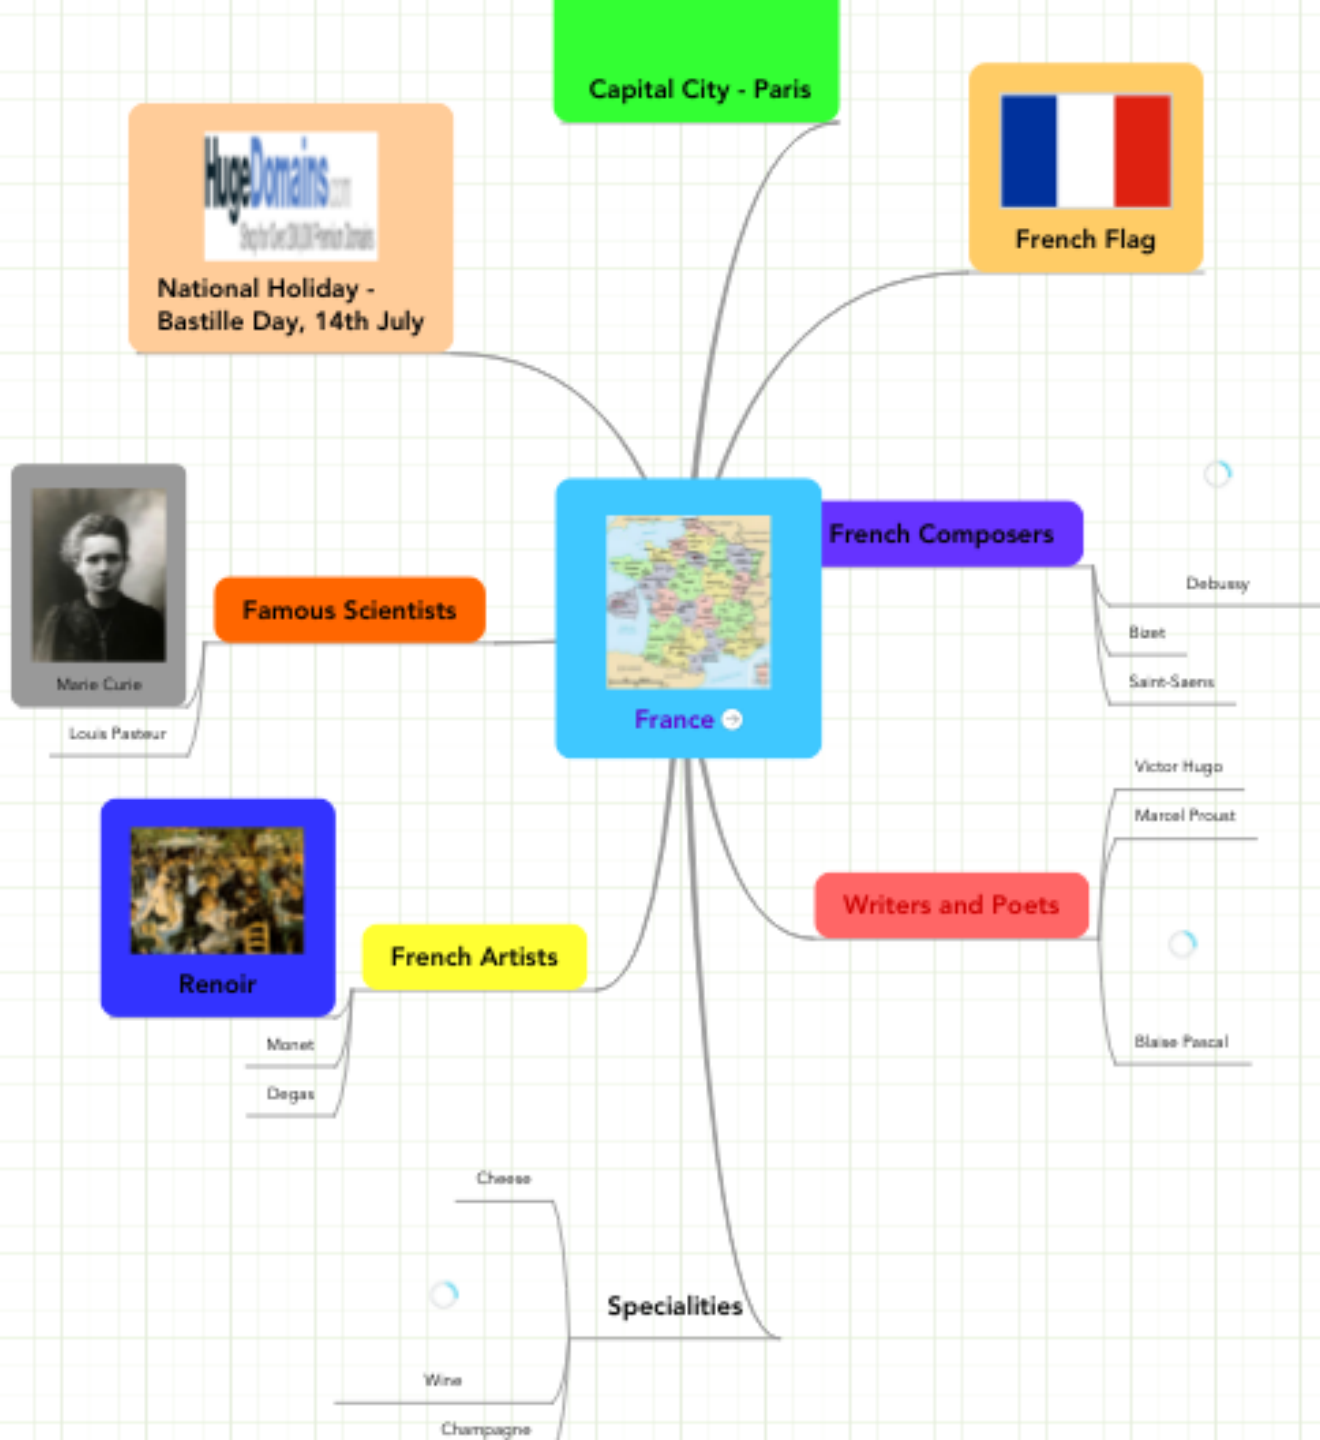 Capital City - Paris
HugeDomains.com
French Flag
National Holiday -
Bastille Day, 14th July
French Composers
Debussy
Bizet
Saint-Saens
Famous Scientists
Marie Curie
Louis Pasteur
France
Victor Hugo
Marcel Proust
Writers and Poets
Blaise Pascal
French Artists
Renoir
Monet
Degas
Cheese
Specialities
Wine
Champagne